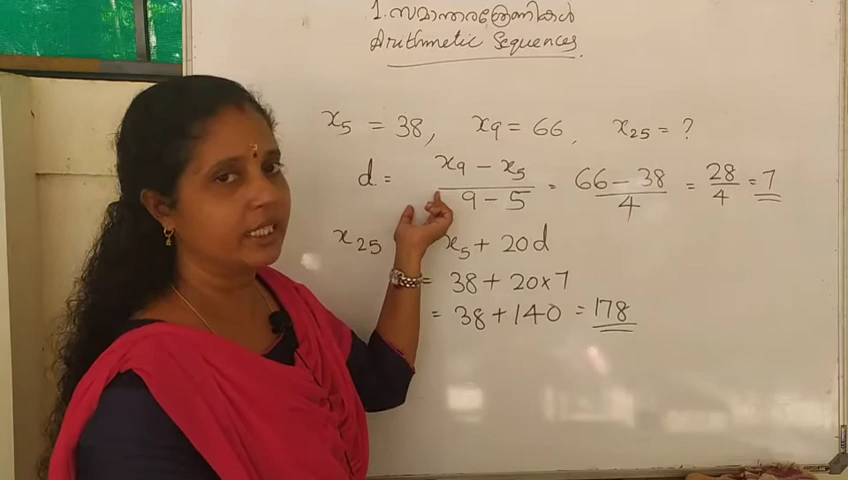 1. സമാന്തരശ്രേണികൾ
Arithmetic Sequences
x₅ = 38, x₉ = 66, x₂₅ = ?
d = x₉ - x₅ / 9 - 5 = 66 - 38 / 4 = 28 / 4 = 7
x₂₅ x₅ + 20d
= 38 + 20 × 7
= 38 + 140 = 178